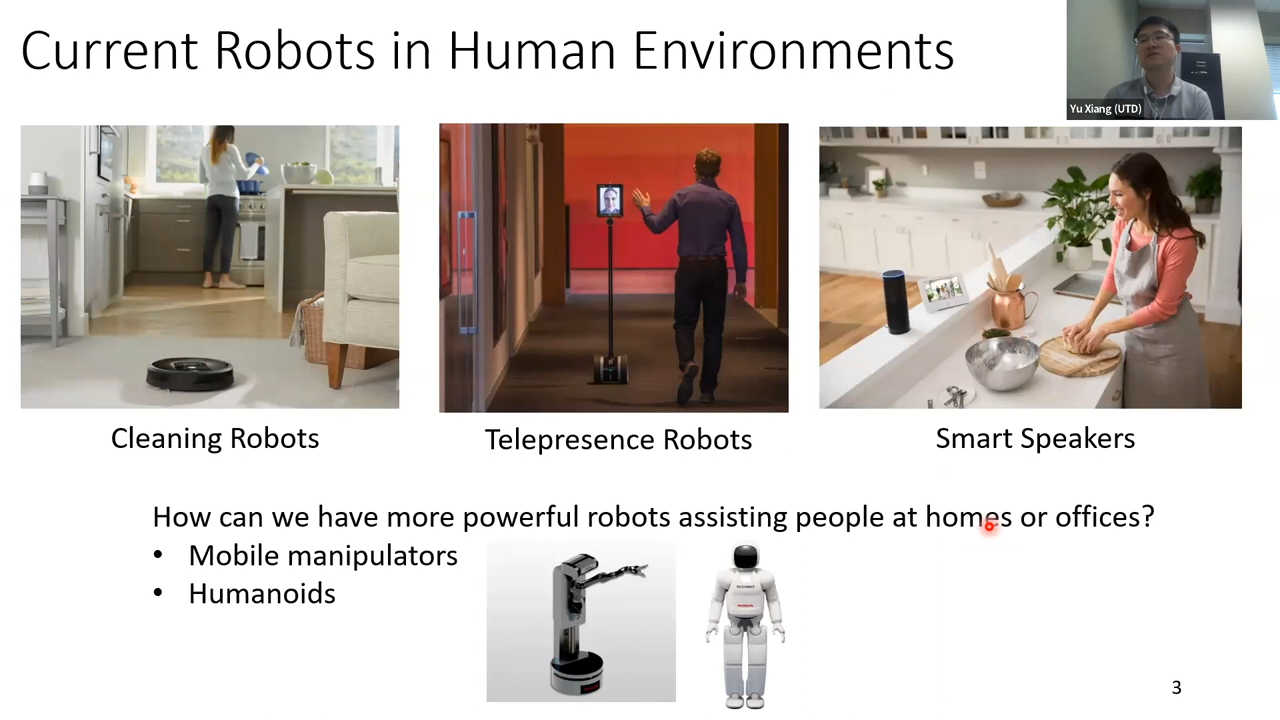 Current Robots in Human Environments
Yu Xiang (UTD)
Cleaning Robots
Telepresence Robots
Smart Speakers
How can we have more powerful robots assisting people at homes or offices?
• Mobile manipulators
• Humanoids
3